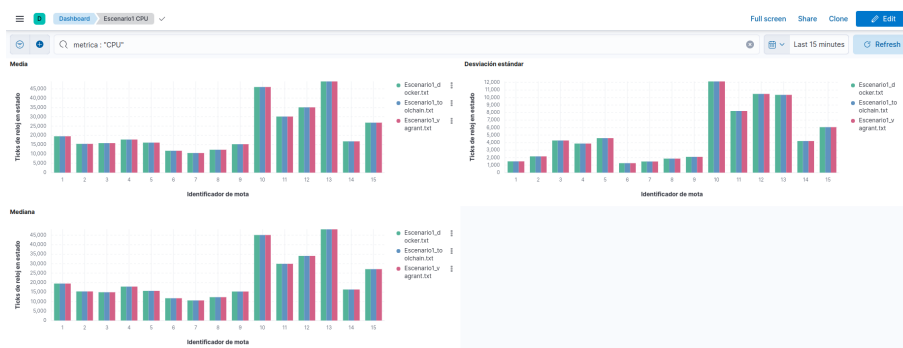 D Dashboard Escenario1 CPU Full screen Share Clone Edit
metrica : "CPU" Last 15 minutes Refresh
Media
Ticks de reloj en estado
45,000
40,000
35,000
30,000
25,000
20,000
15,000
10,000
5,000
0
1 2 3 4 5 6 7 8 9 10 11 12 13 14 15
Identificador de mota
Escenario1_d
ocker.txt
Escenario1_to
olchain.txt
Escenario1_v
agrant.txt
Desviación estándar
Ticks de reloj en estado
12,000
11,000
10,000
9,000
8,000
7,000
6,000
5,000
4,000
3,000
2,000
1,000
0
1 2 3 4 5 6 7 8 9 10 11 12 13 14 15
Identificador de mota
Escenario1_d
ocker.txt
Escenario1_to
olchain.txt
Escenario1_v
agrant.txt
Mediana
Ticks de reloj en estado
45,000
40,000
35,000
30,000
25,000
20,000
15,000
10,000
5,000
0
1 2 3 4 5 6 7 8 9 10 11 12 13 14 15
Identificador de mota
Escenario1_d
ocker.txt
Escenario1_to
olchain.txt
Escenario1_v
agrant.txt